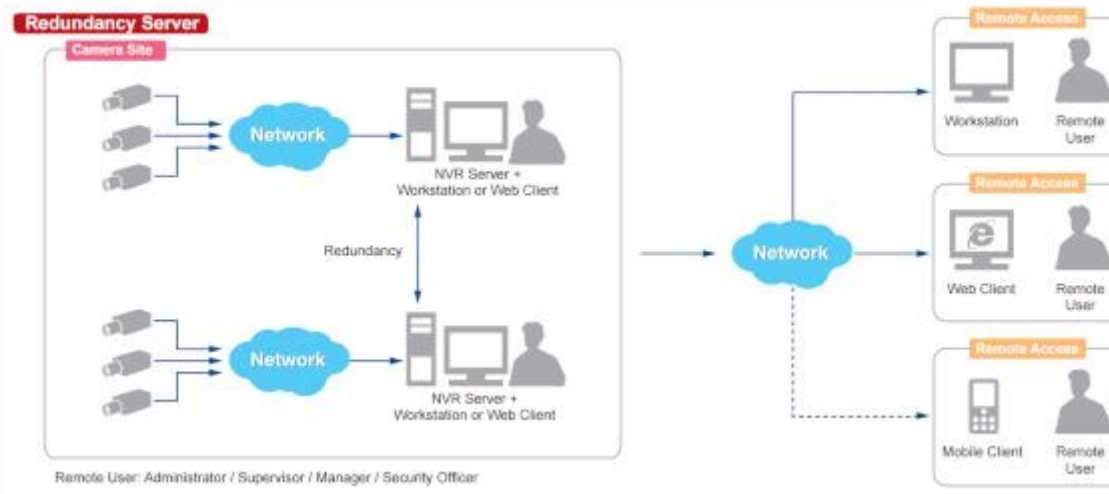 Redundancy Server
Camera Site
Network
NVR Server +
Workstation or Web Client
Redundancy
Network
NVR Server +
Workstation or Web Client
Remote User: Administrator / Supervisor / Manager / Security Officer
Network
Remote Access
Workstation
Remote
User
Remote Access
Web Client
Remote
User
Remote Access
Mobile Client
Remote
User